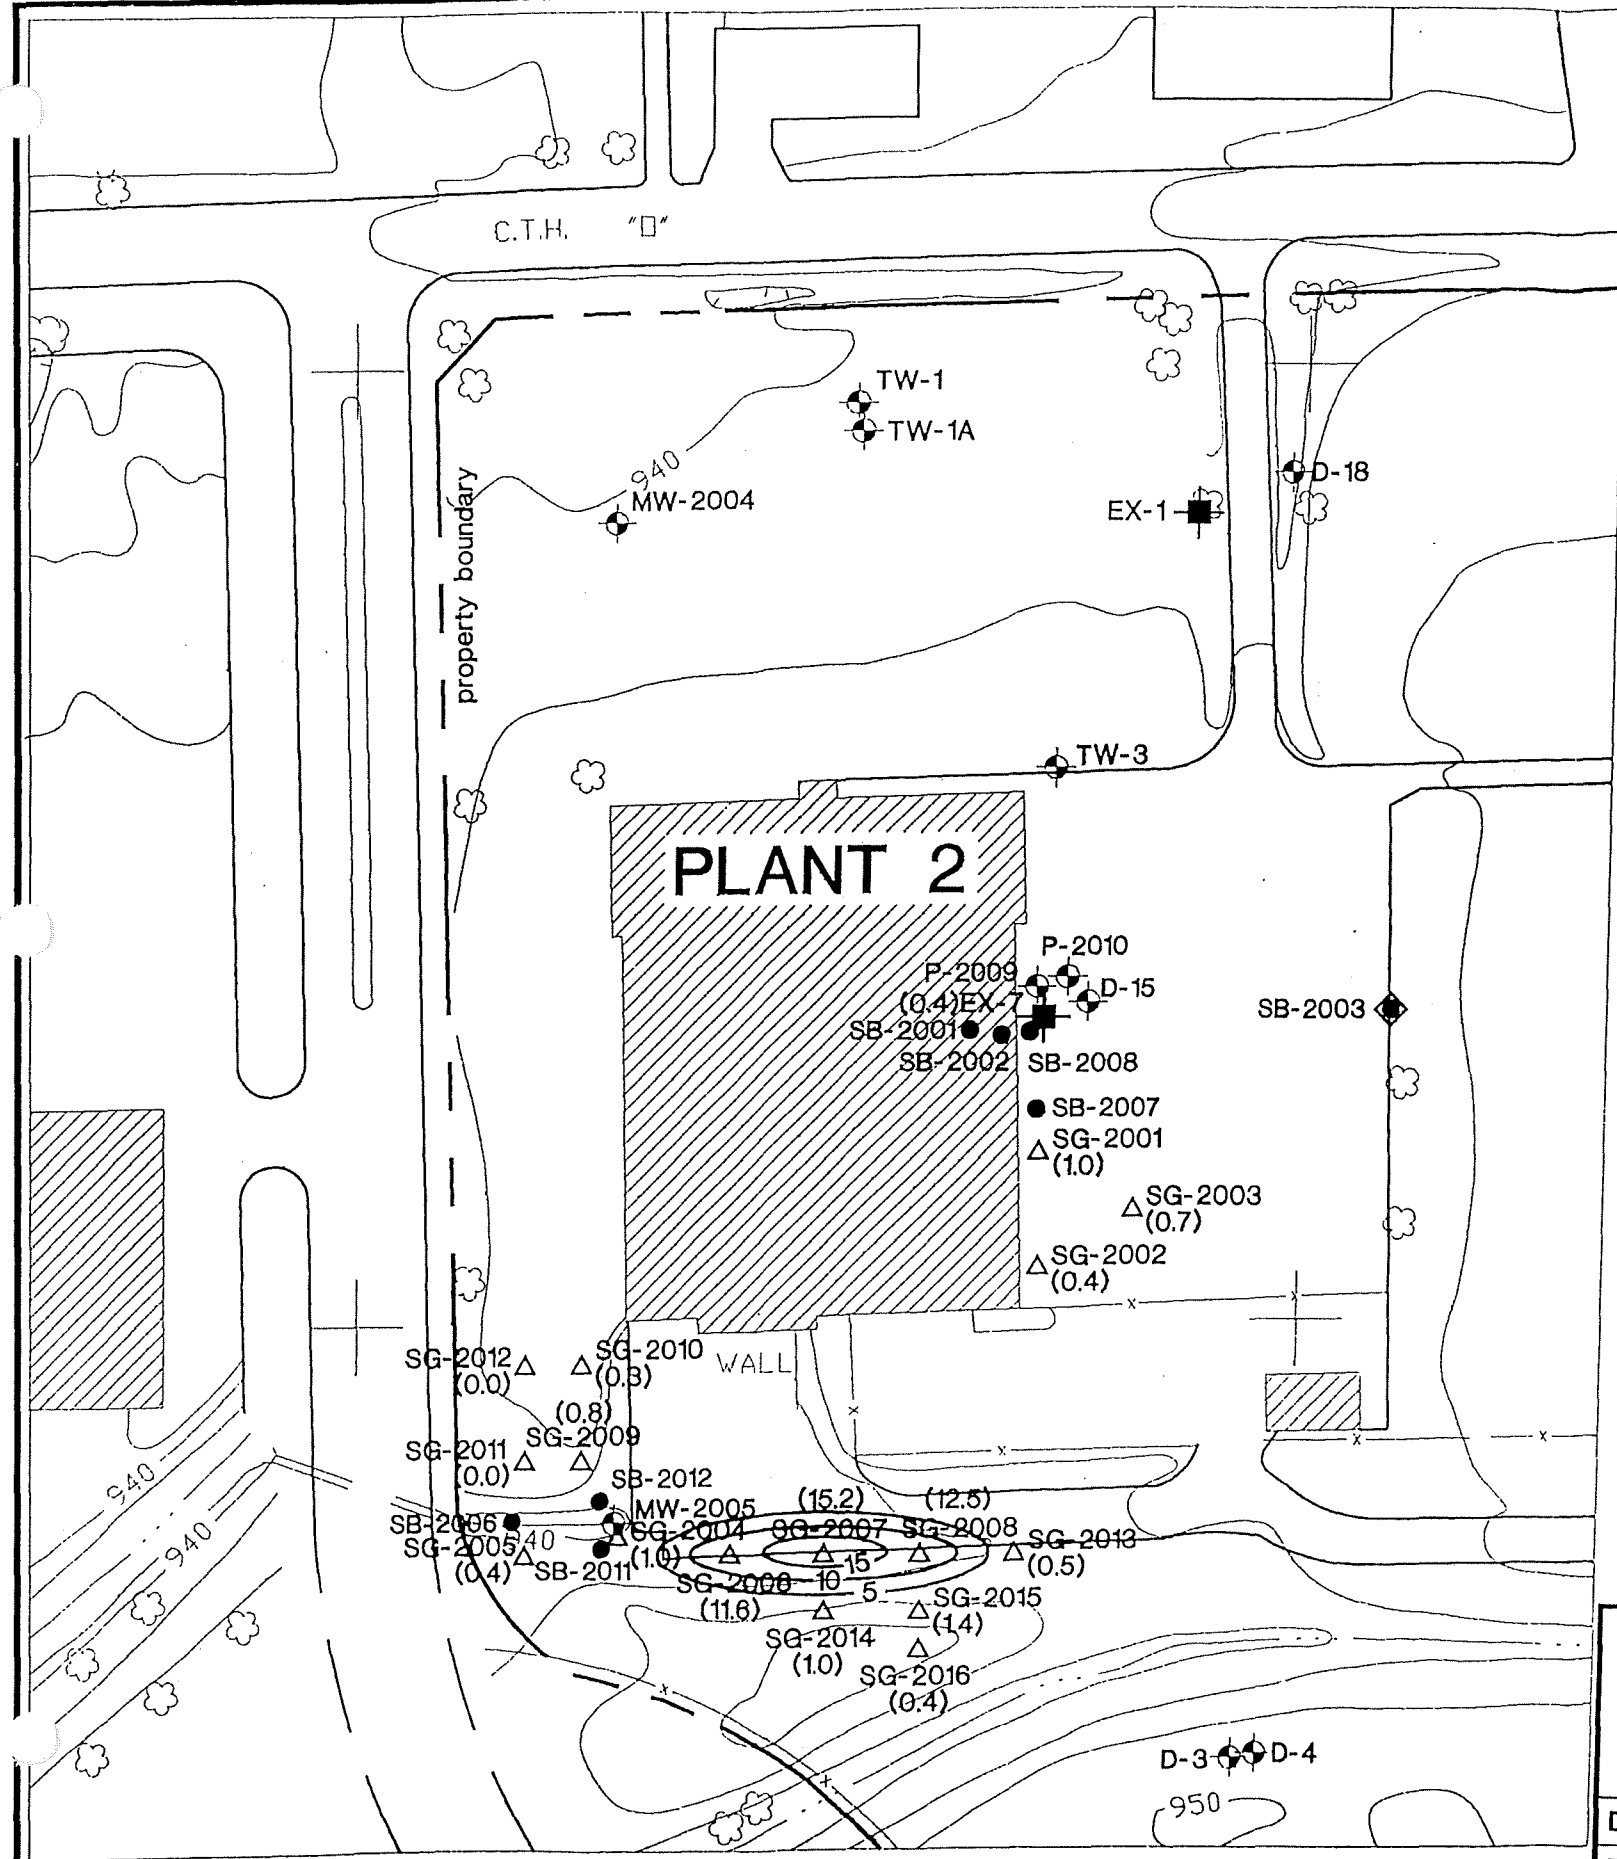 C.T.H. "D"
TW-1
TW-1A
940
MW-2004
D-18
EX-1
property boundary
TW-3
PLANT 2
P-2010
P-2009
D-15
(0.4)
EX-7
SB-2003
SB-2001
SB-2002
SB-2008
SB-2007
SG-2001
(1.0)
SG-2003
(0.7)
SG-2002
(0.4)
x
x
SG-2012
(0.0)
SG-2010
(0.3)
WALL
(0.8)
SG-2009
SG-2011
(0.0)
x
x
x
x
940
SB-2012
(15.2)
(12.5)
MW-2005
SB-2006
SG-2004
(1.0)
SG-2007
SG-2008
SG-2013
(0.5)
940
940
SG-2005
(0.4)
SB-2011
15
10
5
SG-2006
(11.6)
SG-2015
(1.4)
SG-2014
(1.0)
SG-2016
(0.4)
x
x
D-3
D-4
950